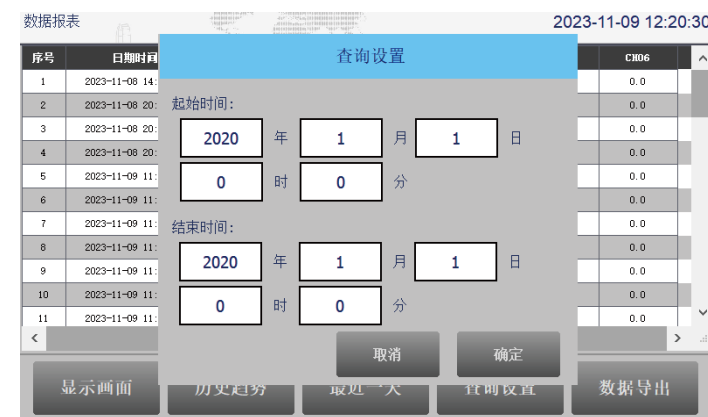 数据报表 2023-11-09 12:20:30
序号 日期时间 查询设置 CH06
1 2023-11-08 14: 0.0
2 2023-11-08 20: 0.0
起始时间:
3 2023-11-08 20: 0.0
2020 年 1 月 1 日
4 2023-11-08 20: 0.0
5 2023-11-09 11: 0.0
0 时 0 分
6 2023-11-09 11: 0.0
7 2023-11-09 11: 0.0
结束时间:
8 2023-11-09 11: 0.0
2020 年 1 月 1 日
9 2023-11-09 11: 0.0
10 2023-11-09 11: 0.0
0 时 0 分
11 2023-11-09 11: 0.0
取消 确定
显示画面 历史趋势 最近一天 查询设置 数据导出